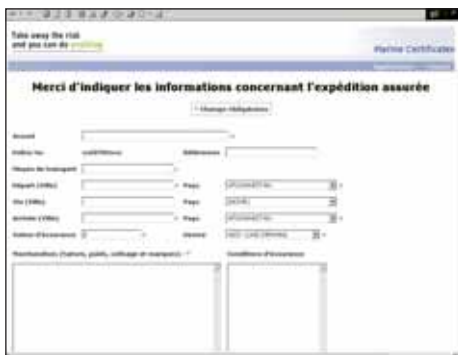 Take away the risk
and you can do anything
Marine Certificates
Merci d'indiquer les informations concernant l'expédition assurée
* Champs Obligatoires
Assuré *
Police No Référence
Moyen de transport *
Départ (Ville) * Pays AFGHANISTAN *
Via (Ville) Pays (NONE)
Arrivée (Ville) * Pays AFGHANISTAN *
Valeur d'Assurance * Devise *
Marchandises (nature, poids, colisage et marques) : * Conditions d'Assurance